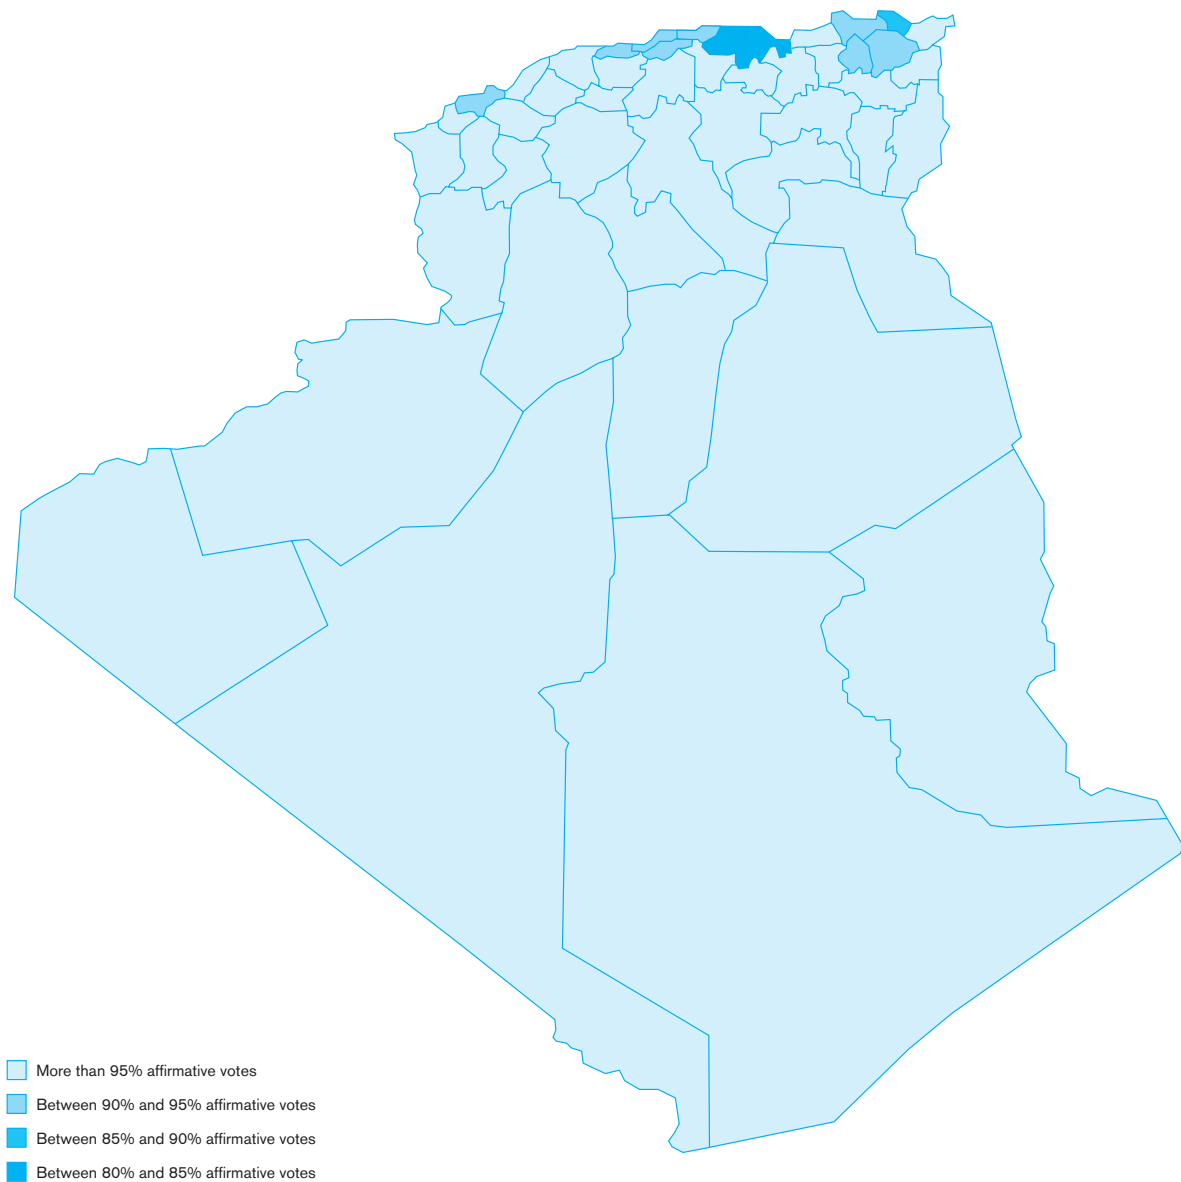 More than 95% affirmative votes
Between 90% and 95% affirmative votes
Between 85% and 90% affirmative votes
Between 80% and 85% affirmative votes